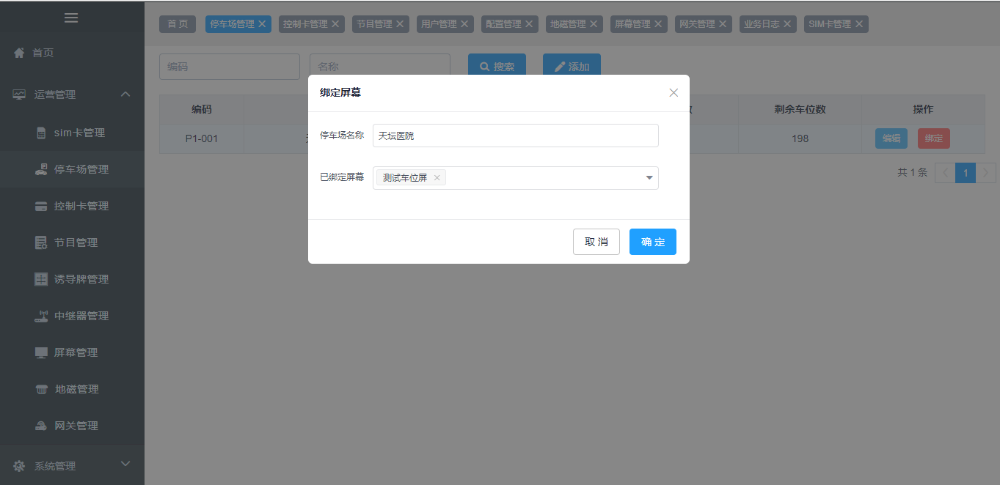 首页
运营管理
sim卡管理
停车场管理
控制卡管理
节目管理
诱导牌管理
中继器管理
屏幕管理
地磁管理
网关管理
系统管理
首页 停车场管理 控制卡管理 节目管理 用户管理 配置管理 地磁管理 屏幕管理 网关管理 业务日志 SIM卡管理
编码 名称 搜索 添加
编码 剩余车位数 操作
P1-001 198 编辑 绑定
共 1 条 1
绑定屏幕
停车场名称 天坛医院
已绑定屏幕 测试车位屏
取消 确定